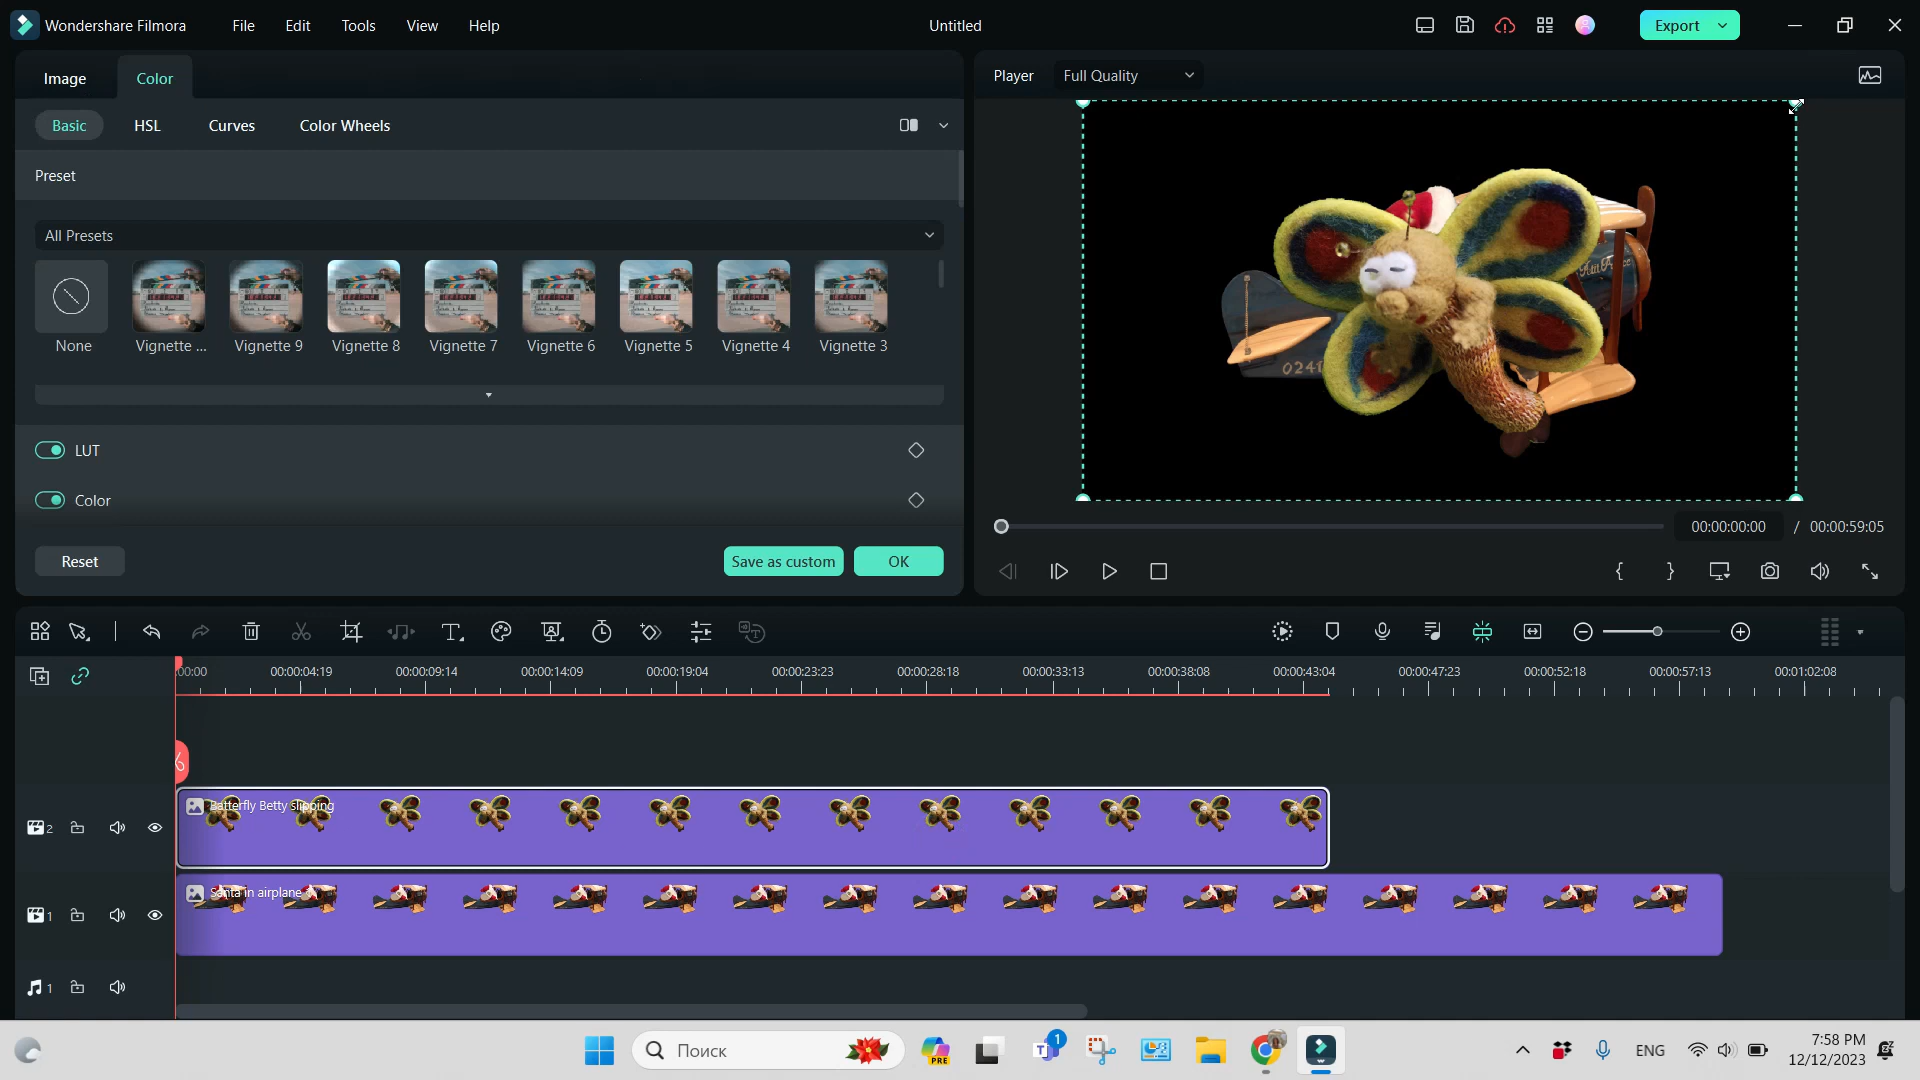 Wondershare Filmora
File
Edit
Tools
View
Help
Untitled
Export
Image
Color
Player
Full Quality
Basic
HSL
Curves
Color Wheels
Preset
All Presets
None
Vignette ...
Vignette 9
Vignette 8
Vignette 7
Vignette 6
Vignette 5
Vignette 4
Vignette 3
LUT
Color
Reset
Save as custom
OK
0241
00:00:00:00 / 00:00:59:05
:00:00
00:00:04:19
00:00:09:14
00:00:14:09
00:00:19:04
00:00:23:23
00:00:28:18
00:00:33:13
00:00:38:08
00:00:43:04
00:00:47:23
00:00:52:18
00:00:57:13
00:01:02:08
Batterfly Betty slipping
2
Santa in airplane
1
1
Поиск
PRE
1
ENG
7:58 PM
12/12/2023